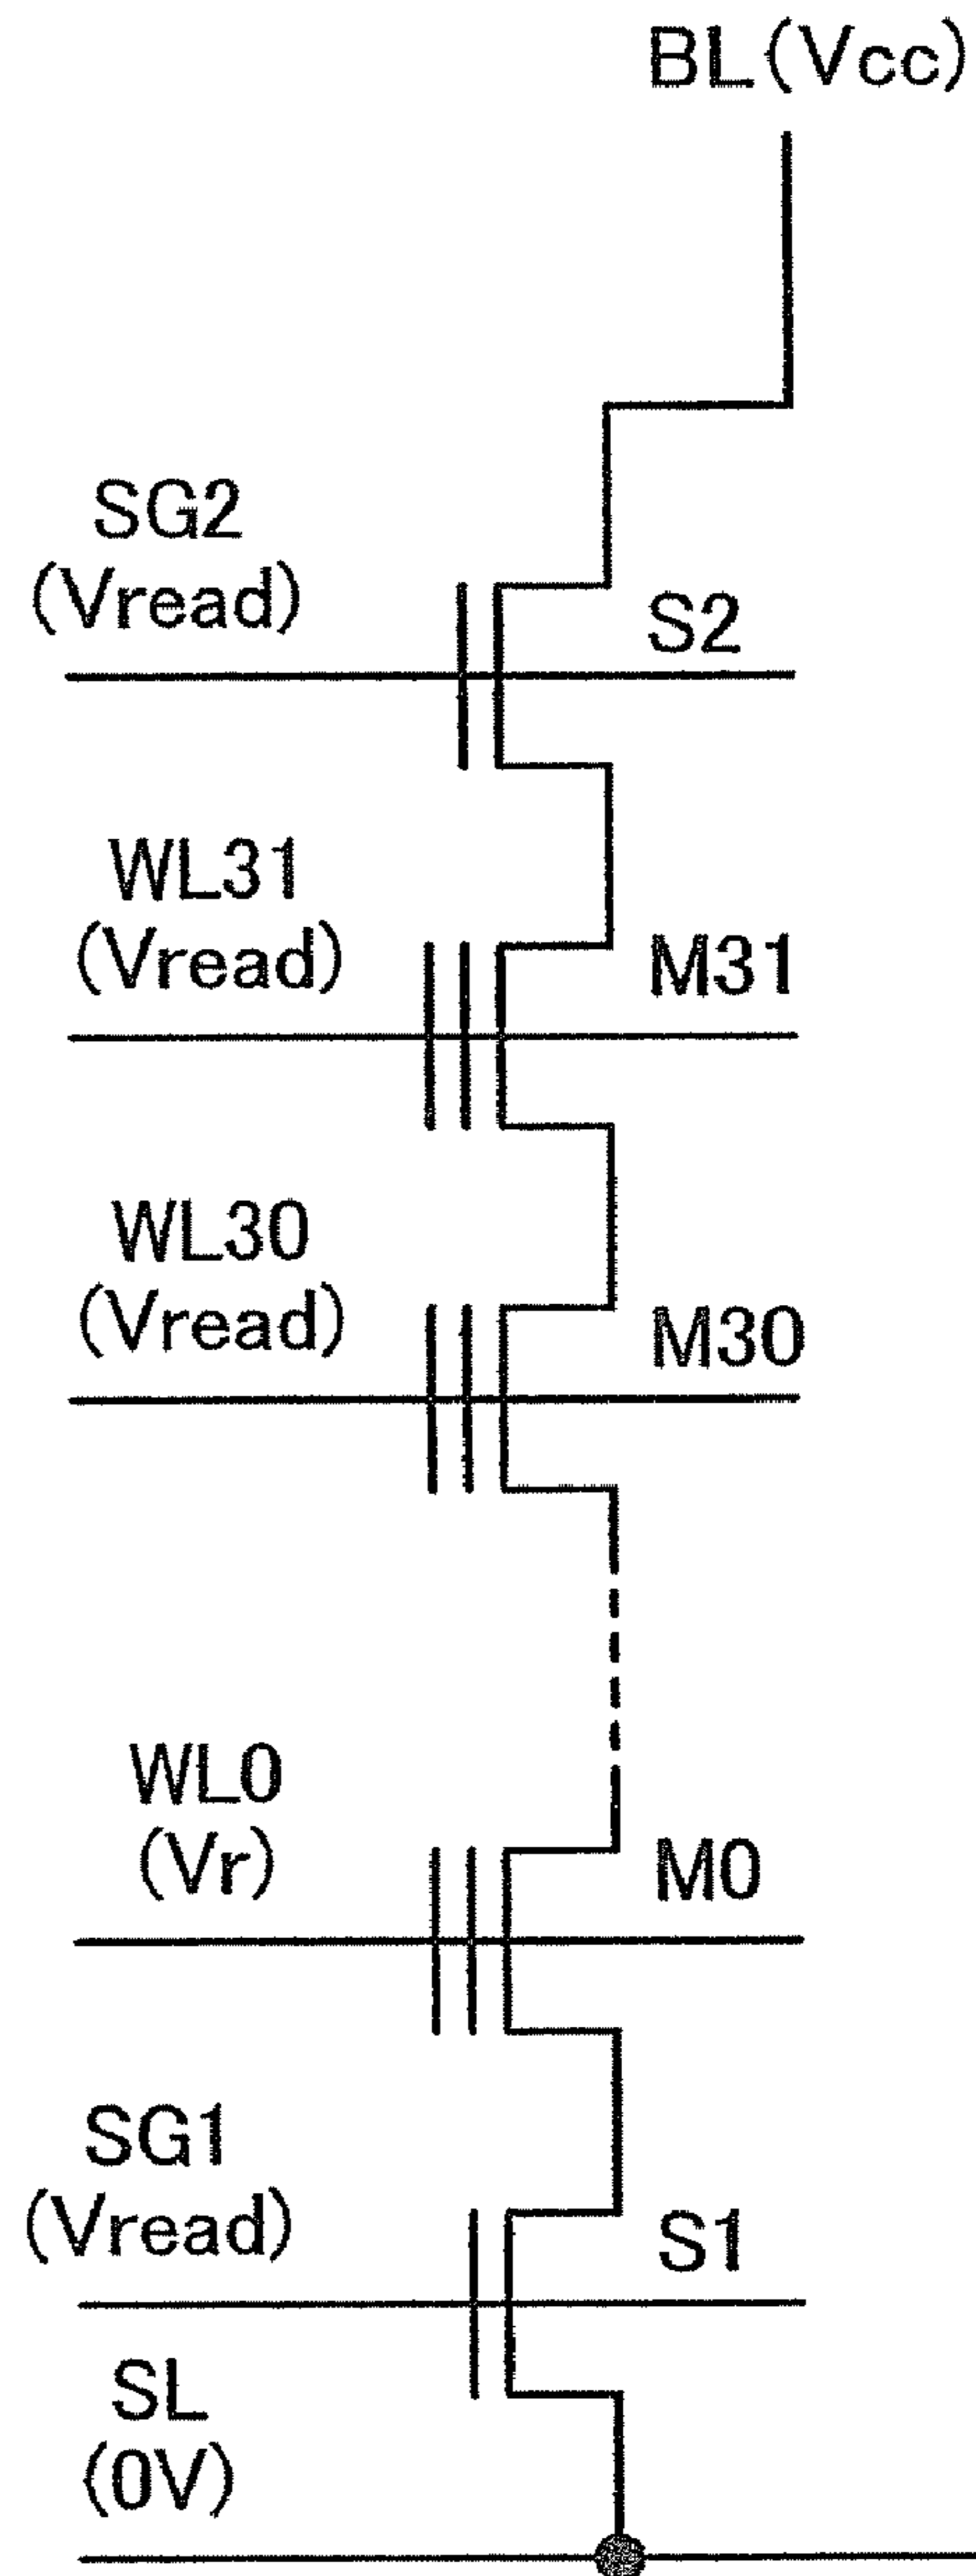 BL(Vcc)
SG2
(Vread)
S2
WL31
(Vread)
M31
WL30
(Vread)
M30
WL0
(Vr)
M0
SG1
(Vread)
S1
SL
(0V)